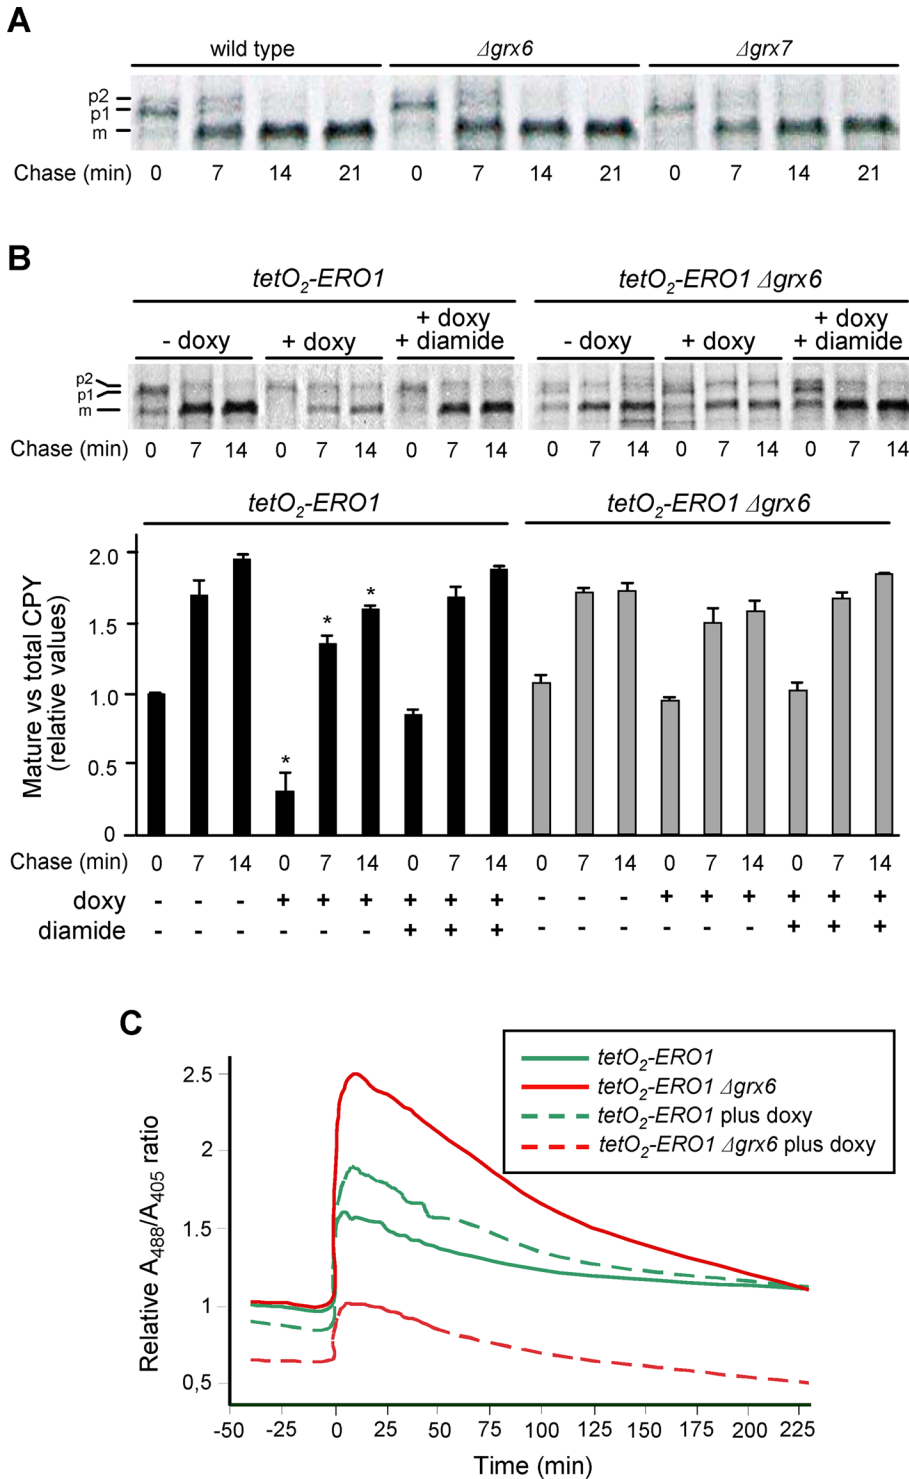 A
wild type Δgrx6 Δgrx7
p2
p1
m
Chase (min) 0 7 14 21 0 7 14 21 0 7 14 21
B
tetO2-ERO1 tetO2-ERO1 Δgrx6
- doxy + doxy + doxy + diamide - doxy + doxy + doxy + diamide
p2
p1
m
Chase (min) 0 7 14 0 7 14 0 7 14 0 7 14 0 7 14 0 7 14
tetO2-ERO1 tetO2-ERO1 Δgrx6
Mature vs total CPY
(relative values)
2.0
1.5
1.0
0.5
0
* * *
Chase (min) 0 7 14 0 7 14 0 7 14 0 7 14 0 7 14 0 7 14
doxy - - - + + + + + + - - - + + + + + +
diamide - - - - - - + + + - - - - - - + + +
C
Relative A488/A405 ratio
2.5
2
1.5
1
0,5
tetO2-ERO1
tetO2-ERO1 Δgrx6
tetO2-ERO1 plus doxy
tetO2-ERO1 Δgrx6 plus doxy
-50 -25 0 25 50 75 100 125 150 175 200 225
Time (min)